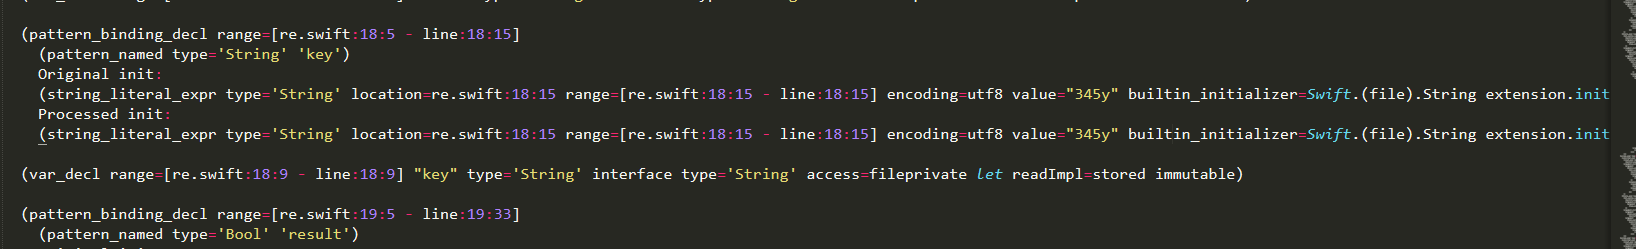 (pattern_binding_decl range=[re.swift:18:5 - line:18:15]
(pattern_named type='String' 'key')
Original init:
(string_literal_expr type='String' location=re.swift:18:15 range=[re.swift:18:15 - line:18:15] encoding=utf8 value="345y" builtin_initializer=Swift.(file).String extension.init
Processed init:
(string_literal_expr type='String' location=re.swift:18:15 range=[re.swift:18:15 - line:18:15] encoding=utf8 value="345y" builtin_initializer=Swift.(file).String extension.init
(var_decl range=[re.swift:18:9 - line:18:9] "key" type='String' interface type='String' access=fileprivate let readImpl=stored immutable)
(pattern_binding_decl range=[re.swift:19:5 - line:19:33]
(pattern_named type='Bool' 'result')